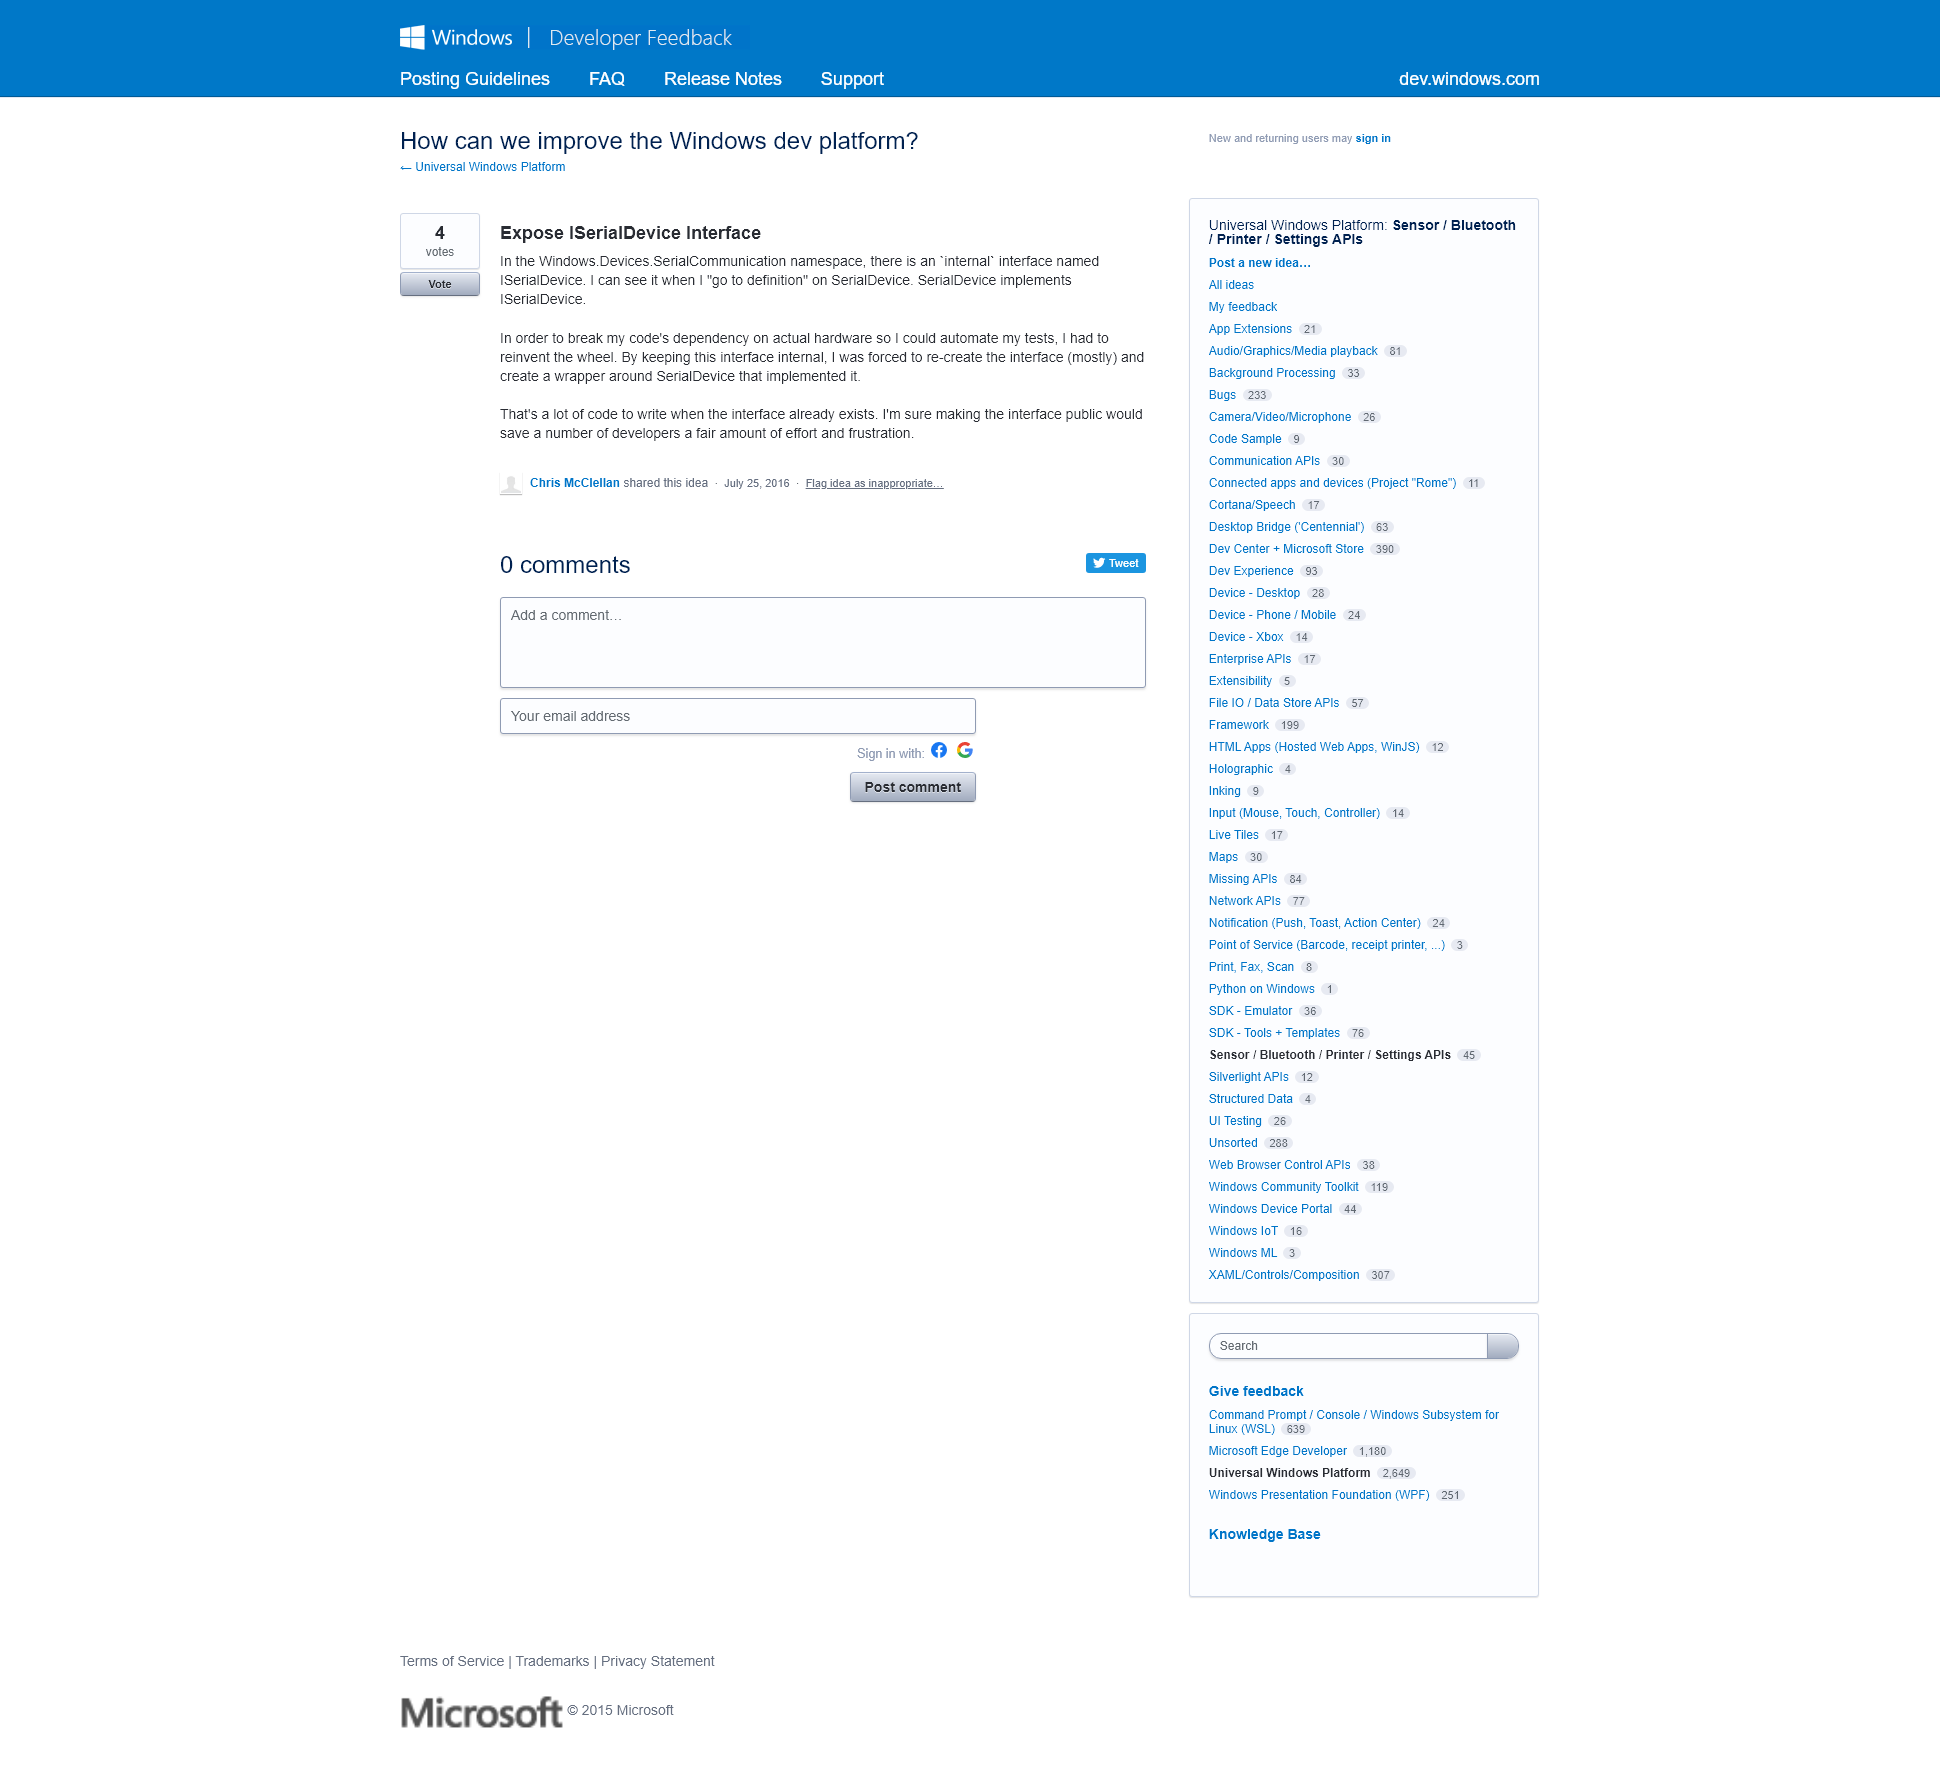 Windows | Developer Feedback
Posting Guidelines FAQ Release Notes Support dev.windows.com
How can we improve the Windows dev platform?
← Universal Windows Platform
New and returning users may sign in
4
votes
Vote
Expose ISerialDevice Interface
In the Windows.Devices.SerialCommunication namespace, there is an `internal` interface named
ISerialDevice. I can see it when I "go to definition" on SerialDevice. SerialDevice implements
ISerialDevice.
In order to break my code's dependency on actual hardware so I could automate my tests, I had to
reinvent the wheel. By keeping this interface internal, I was forced to re-create the interface (mostly) and
create a wrapper around SerialDevice that implemented it.
That's a lot of code to write when the interface already exists. I'm sure making the interface public would
save a number of developers a fair amount of effort and frustration.
Chris McClellan shared this idea · July 25, 2016 · Flag idea as inappropriate…
0 comments
Tweet
Add a comment…
Your email address
Sign in with:
Post comment
Universal Windows Platform: Sensor / Bluetooth
/ Printer / Settings APIs
Post a new idea…
All ideas
My feedback
App Extensions 21
Audio/Graphics/Media playback 81
Background Processing 33
Bugs 233
Camera/Video/Microphone 26
Code Sample 9
Communication APIs 30
Connected apps and devices (Project "Rome") 11
Cortana/Speech 17
Desktop Bridge ('Centennial') 63
Dev Center + Microsoft Store 390
Dev Experience 93
Device - Desktop 28
Device - Phone / Mobile 24
Device - Xbox 14
Enterprise APIs 17
Extensibility 5
File IO / Data Store APIs 57
Framework 199
HTML Apps (Hosted Web Apps, WinJS) 12
Holographic 4
Inking 9
Input (Mouse, Touch, Controller) 14
Live Tiles 17
Maps 30
Missing APIs 84
Network APIs 77
Notification (Push, Toast, Action Center) 24
Point of Service (Barcode, receipt printer, ...) 3
Print, Fax, Scan 8
Python on Windows 1
SDK - Emulator 36
SDK - Tools + Templates 76
Sensor / Bluetooth / Printer / Settings APIs 45
Silverlight APIs 12
Structured Data 4
UI Testing 26
Unsorted 288
Web Browser Control APIs 38
Windows Community Toolkit 119
Windows Device Portal 44
Windows IoT 16
Windows ML 3
XAML/Controls/Composition 307
Search
Give feedback
Command Prompt / Console / Windows Subsystem for
Linux (WSL) 639
Microsoft Edge Developer 1,180
Universal Windows Platform 2,649
Windows Presentation Foundation (WPF) 251
Knowledge Base
Terms of Service | Trademarks | Privacy Statement
Microsoft © 2015 Microsoft